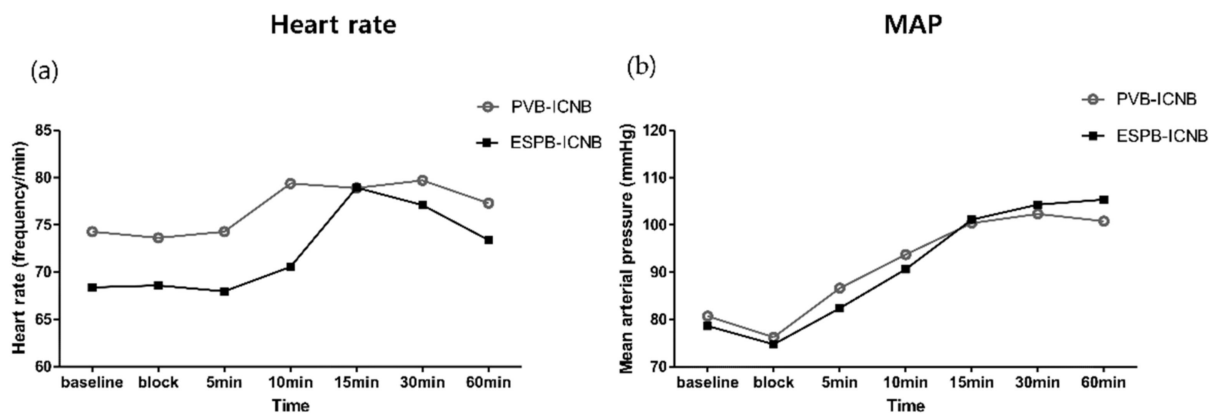 Heart rate
(a)
PVB-ICNB
ESPB-ICNB
Heart rate (frequency/min)
85
80
75
70
65
60
baseline block 5min 10min 15min 30min 60min
Time
MAP
(b)
PVB-ICNB
ESPB-ICNB
Mean arterial pressure (mmHg)
120
110
100
90
80
70
baseline block 5min 10min 15min 30min 60min
Time